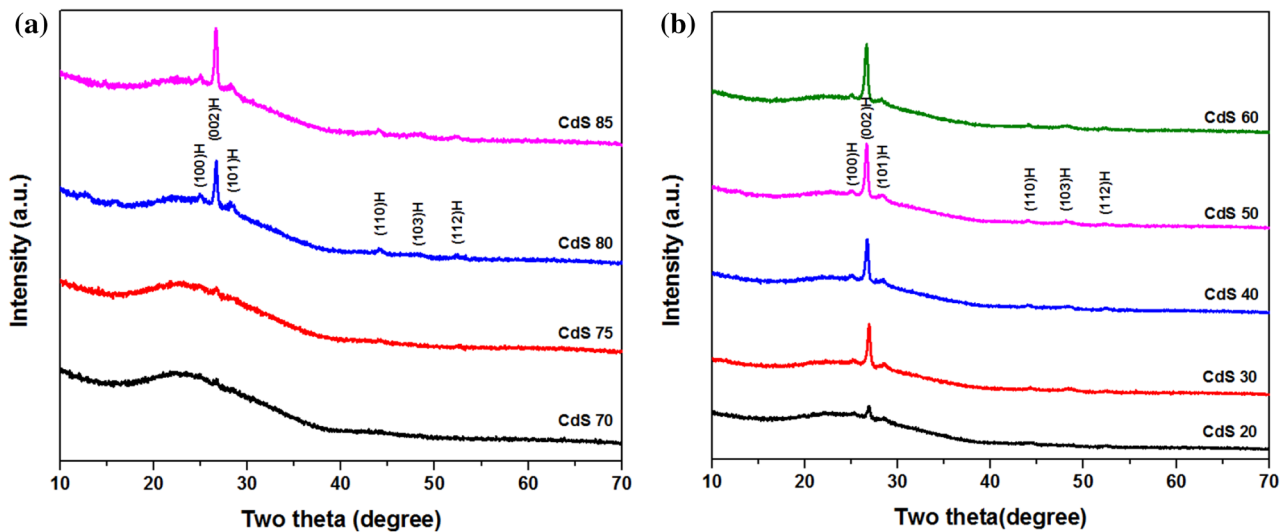 (a)
CdS 85
(100)H
(002)H
(101)H
CdS 80
(110)H
(103)H
(112)H
CdS 75
CdS 70
Intensity (a.u.)
10 20 30 40 50 60 70
Two theta (degree)
(b)
CdS 60
(100)H
(002)H
(101)H
CdS 50
(110)H
(103)H
(112)H
CdS 40
CdS 30
CdS 20
Intensity (a.u.)
10 20 30 40 50 60 70
Two theta(degree)